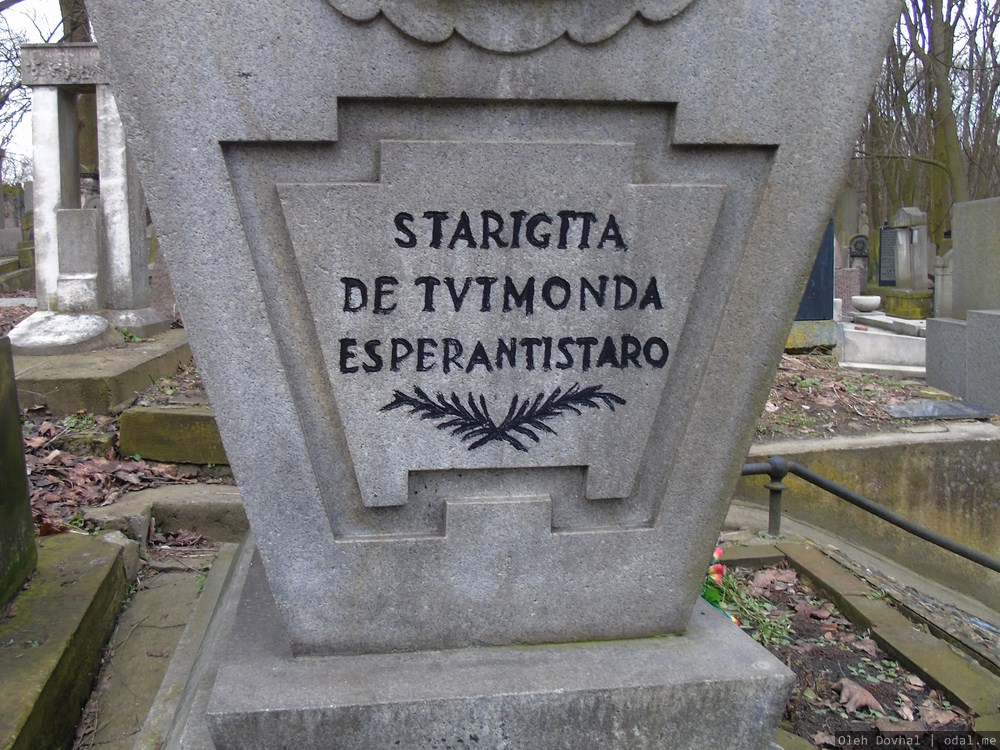 STARIGITA
DE TVTMONDA
ESPERANTISTARO
Oleh Dovhal | odal.me